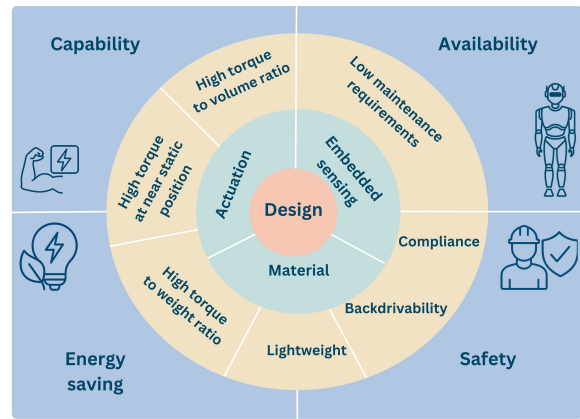 Capability
Availability
High torque
to volume ratio
Low maintenance
requirements
High torque
at near static
position
Actuation
Embedded
sensing
Design
Material
Compliance
Backdrivability
High torque
to weight ratio
Lightweight
Energy
saving
Safety